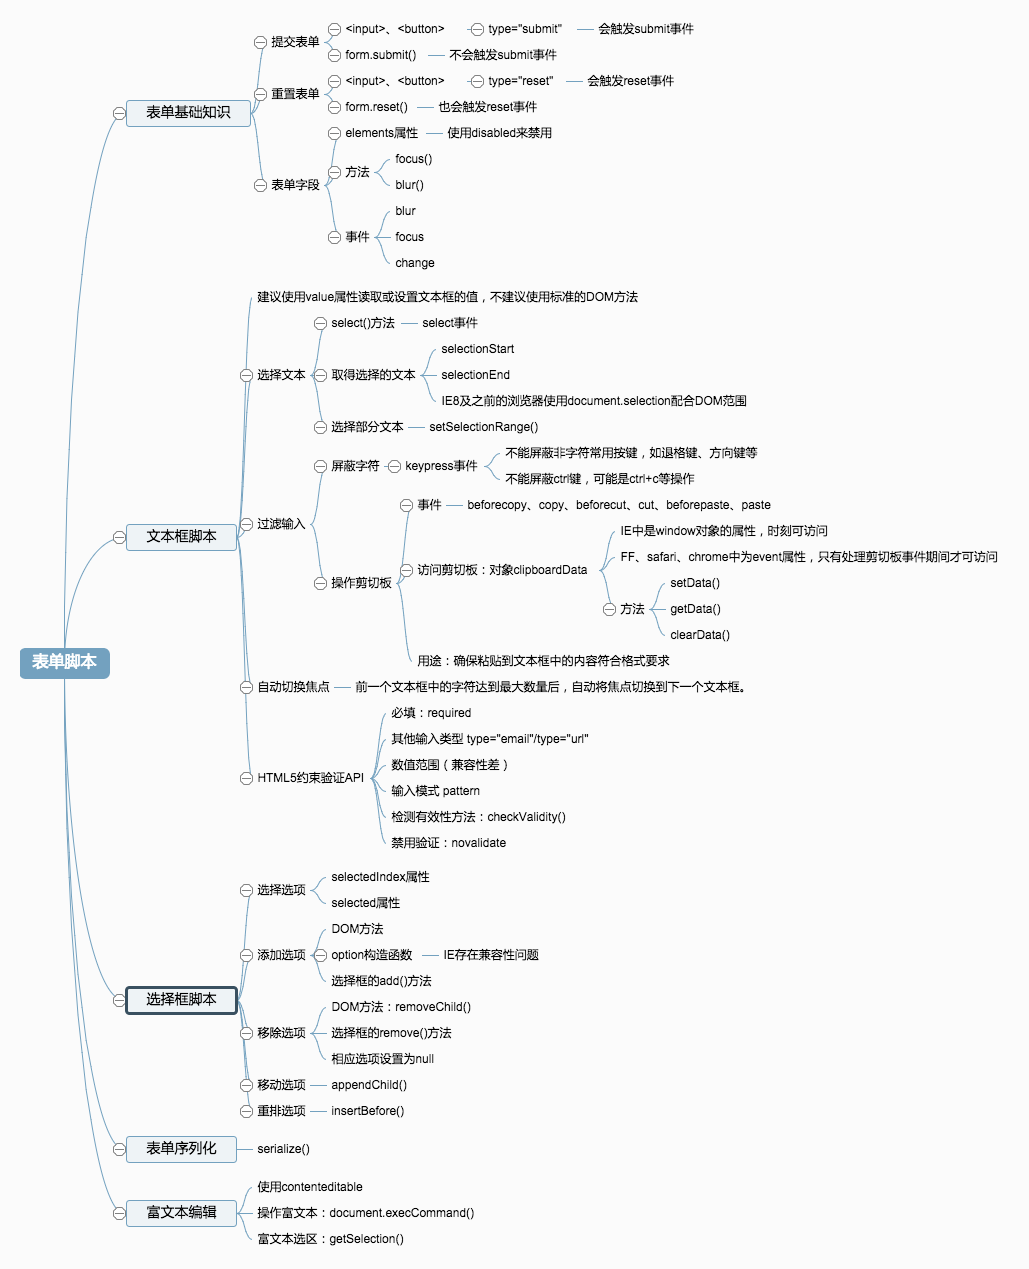 表单脚本
表单基础知识
提交表单
<input>、<button>
type="submit"
会触发submit事件
form.submit()
不会触发submit事件
重置表单
<input>、<button>
type="reset"
会触发reset事件
form.reset()
也会触发reset事件
表单字段
elements属性
使用disabled来禁用
方法
focus()
blur()
事件
blur
focus
change
文本框脚本
建议使用value属性读取或设置文本框的值，不建议使用标准的DOM方法
选择文本
select()方法
select事件
取得选择的文本
selectionStart
selectionEnd
IE8及之前的浏览器使用document.selection配合DOM范围
选择部分文本
setSelectionRange()
过滤输入
屏蔽字符
keypress事件
不能屏蔽非字符常用按键，如退格键、方向键等
不能屏蔽ctrl键，可能是ctrl+c等操作
操作剪切板
事件
beforecopy、copy、beforecut、cut、beforepaste、paste
访问剪切板：对象clipboardData
IE中是window对象的属性，时刻可访问
FF、safari、chrome中为event属性，只有处理剪切板事件期间才可访问
方法
setData()
getData()
clearData()
用途：确保粘贴到文本框中的内容符合格式要求
自动切换焦点
前一个文本框中的字符达到最大数量后，自动将焦点切换到下一个文本框。
HTML5约束验证API
必填：required
其他输入类型 type="email"/type="url"
数值范围（兼容性差）
输入模式 pattern
检测有效性方法：checkValidity()
禁用验证：novalidate
选择框脚本
选择选项
selectedIndex属性
selected属性
添加选项
DOM方法
option构造函数
IE存在兼容性问题
选择框的add()方法
移除选项
DOM方法：removeChild()
选择框的remove()方法
相应选项设置为null
移动选项
appendChild()
重排选项
insertBefore()
表单序列化
serialize()
富文本编辑
使用contenteditable
操作富文本：document.execCommand()
富文本选区：getSelection()